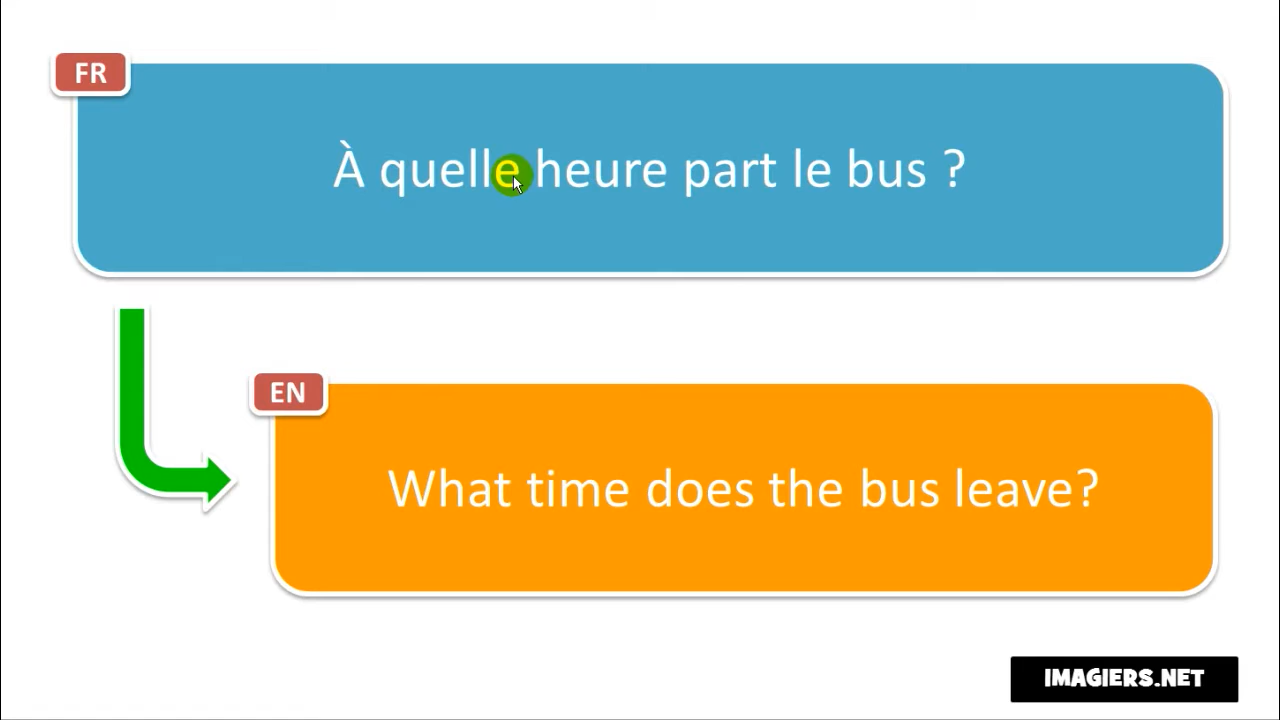 FR
À quelle heure part le bus ?
EN
What time does the bus leave?
IMAGIERS.NET